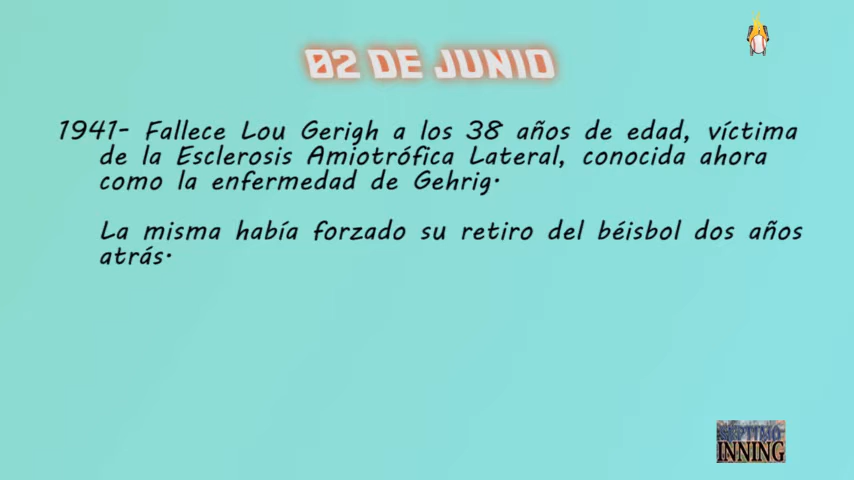 02 DE JUNIO
1941- Fallece Lou Gerigh a los 38 años de edad, víctima
de la Esclerosis Amiotrófica Lateral, conocida ahora
como la enfermedad de Gehrig.
La misma había forzado su retiro del béisbol dos años
atrás.
SÉPTIMO
INNING